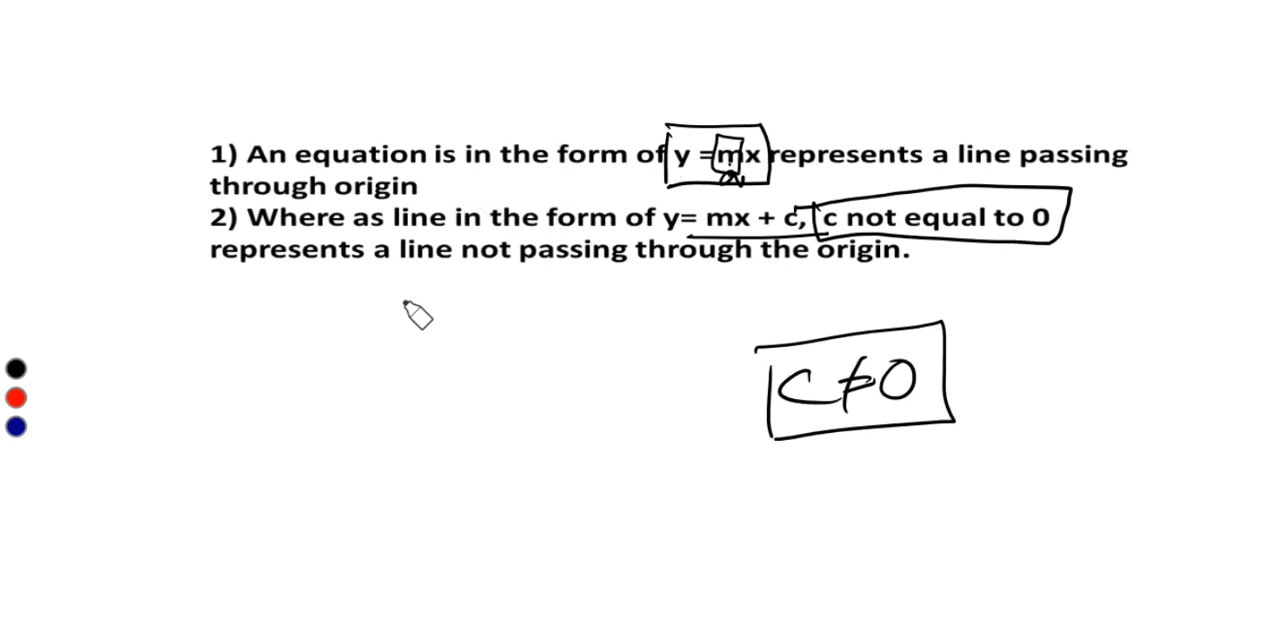 1) An equation is in the form of y =mx represents a line passing
through origin
2) Where as line in the form of y= mx + c, c not equal to 0
represents a line not passing through the origin.
C≠0